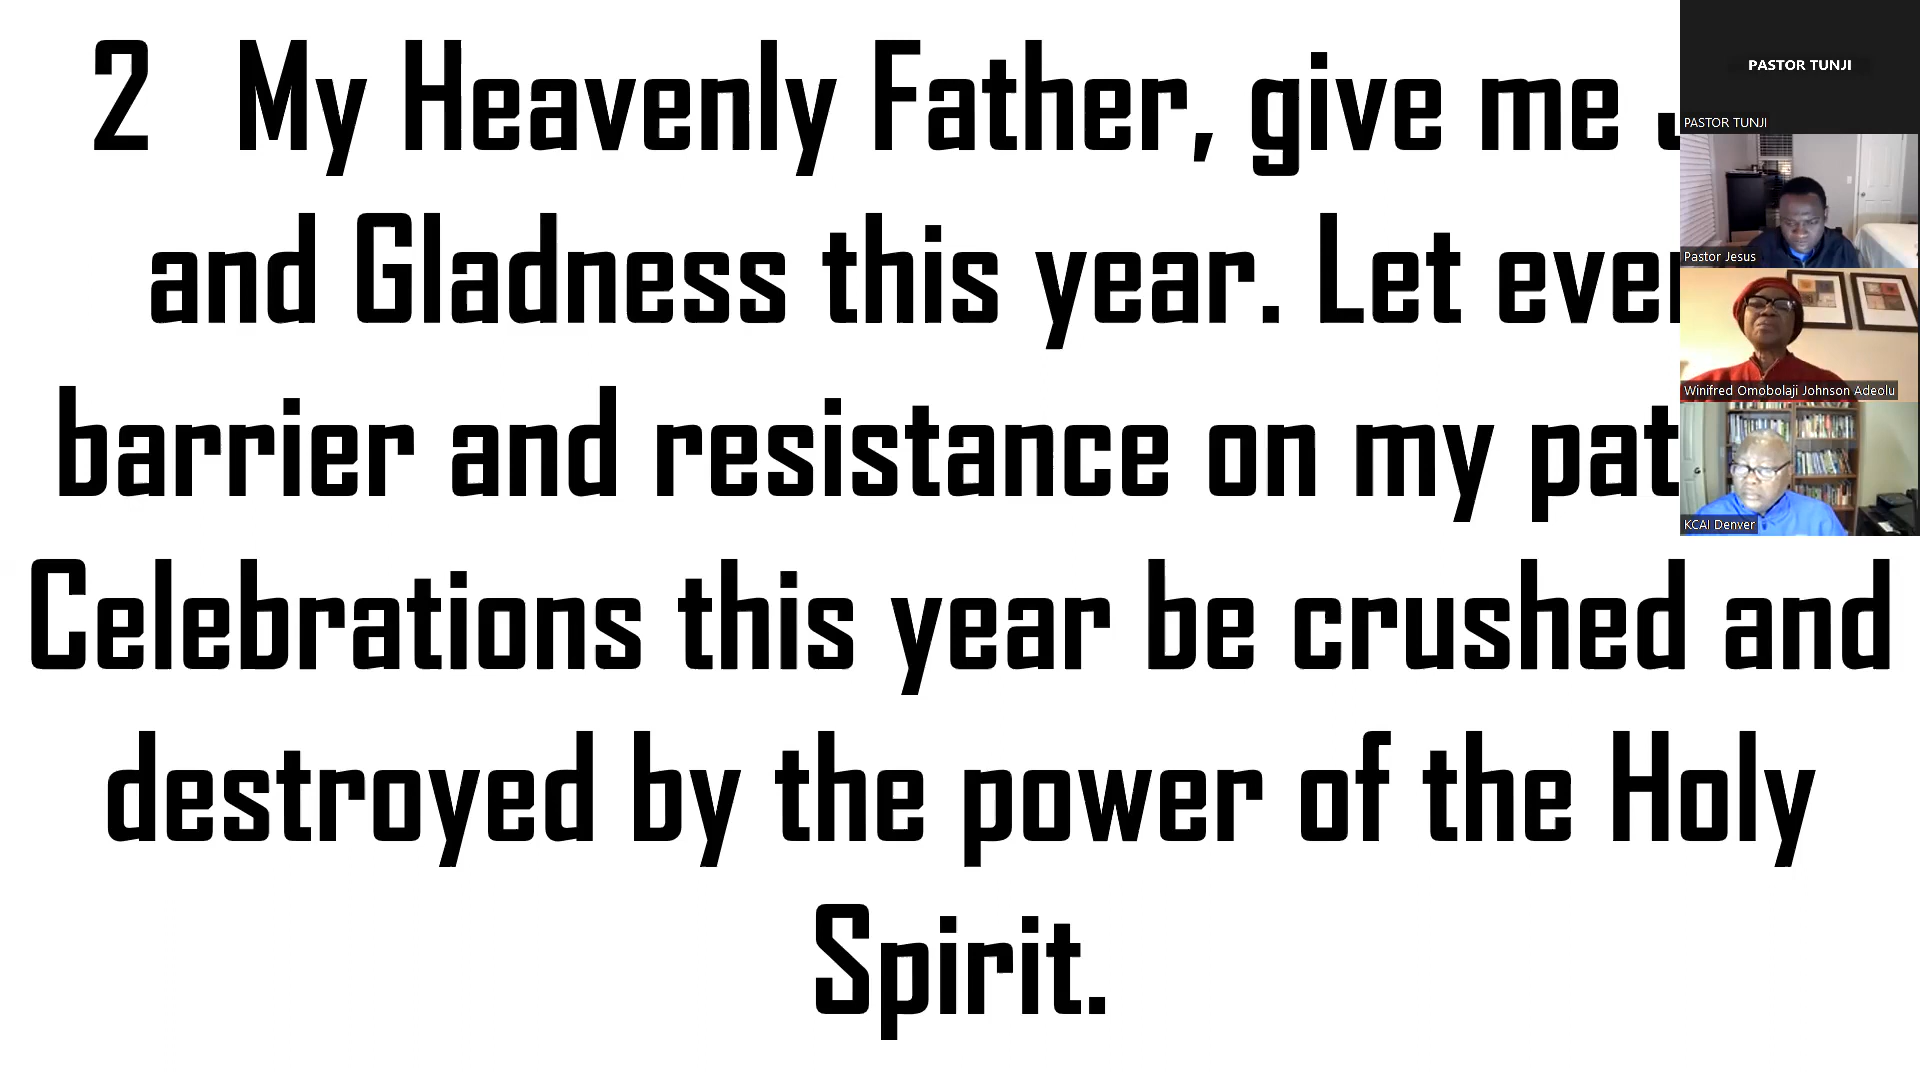 2 My Heavenly Father, give me
and Gladness this year. Let
barrier and resistance on my
Celebrations this year be crushed and
destroyed by the power of the Holy
Spirit.
PASTOR TUNJI
PASTOR TUNJI
Pastor Jesus
Winifred Omobolaji Johnson Adeolu
KCAI Denver